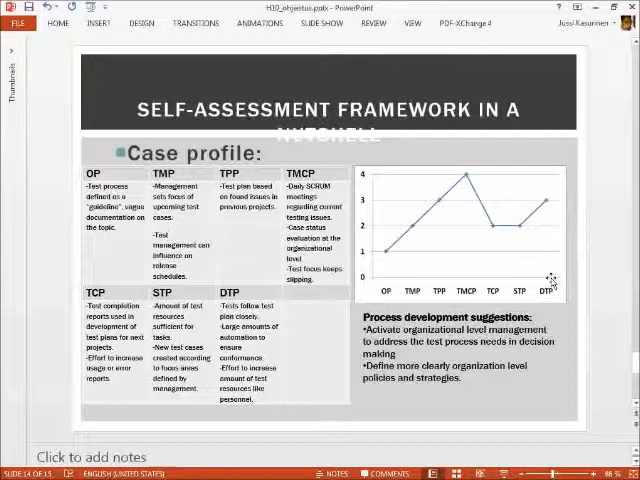 H10_ohjaetus.pptx - PowerPoint
FILE
HOME
INSERT
DESIGN
TRANSITIONS
ANIMATIONS
SLIDE SHOW
REVIEW
VIEW
PDF-XChange4
Jussi Kasurinen
Thumbnails
SELF-ASSESSMENT FRAMEWORK IN A
NUTSHELL
Case profile:
OP
-Test process
defined as a
"guideline", vague
documentation on
the topic.
TMP
-Management
sets focus of
upcoming test
cases.
-Test
management can
influence on
release
schedules.
TPP
-Test plan based
on found issues in
previous projects.
TMCP
-Daily SCRUM
meetings
regarding current
testing issues.
-Case status
evaluation at the
organizational
level.
-Test focus keeps
slipping.
TCP
-Test completion
reports used in
development of
test plans for next
projects.
-Effort to increase
usage or error
reports.
STP
-Amount of test
resources
sufficient for
tasks.
-New test cases
created according
to focus areas
defined by
management.
DTP
-Tests follow test
plan closely.
-Large amounts of
automation to
ensure
conformance.
-Effort to increase
amount of test
resources like
personnel.
4
3
2
1
0
OP TMP TPP TMCP TCP STP DTP
Process development suggestions:
•Activate organizational level management
to address the test process needs in decision
making
•Define more clearly organization level
policies and strategies.
Click to add notes
SLIDE 14 OF 15
ENGLISH (UNITED STATES)
NOTES
COMMENTS
86 %